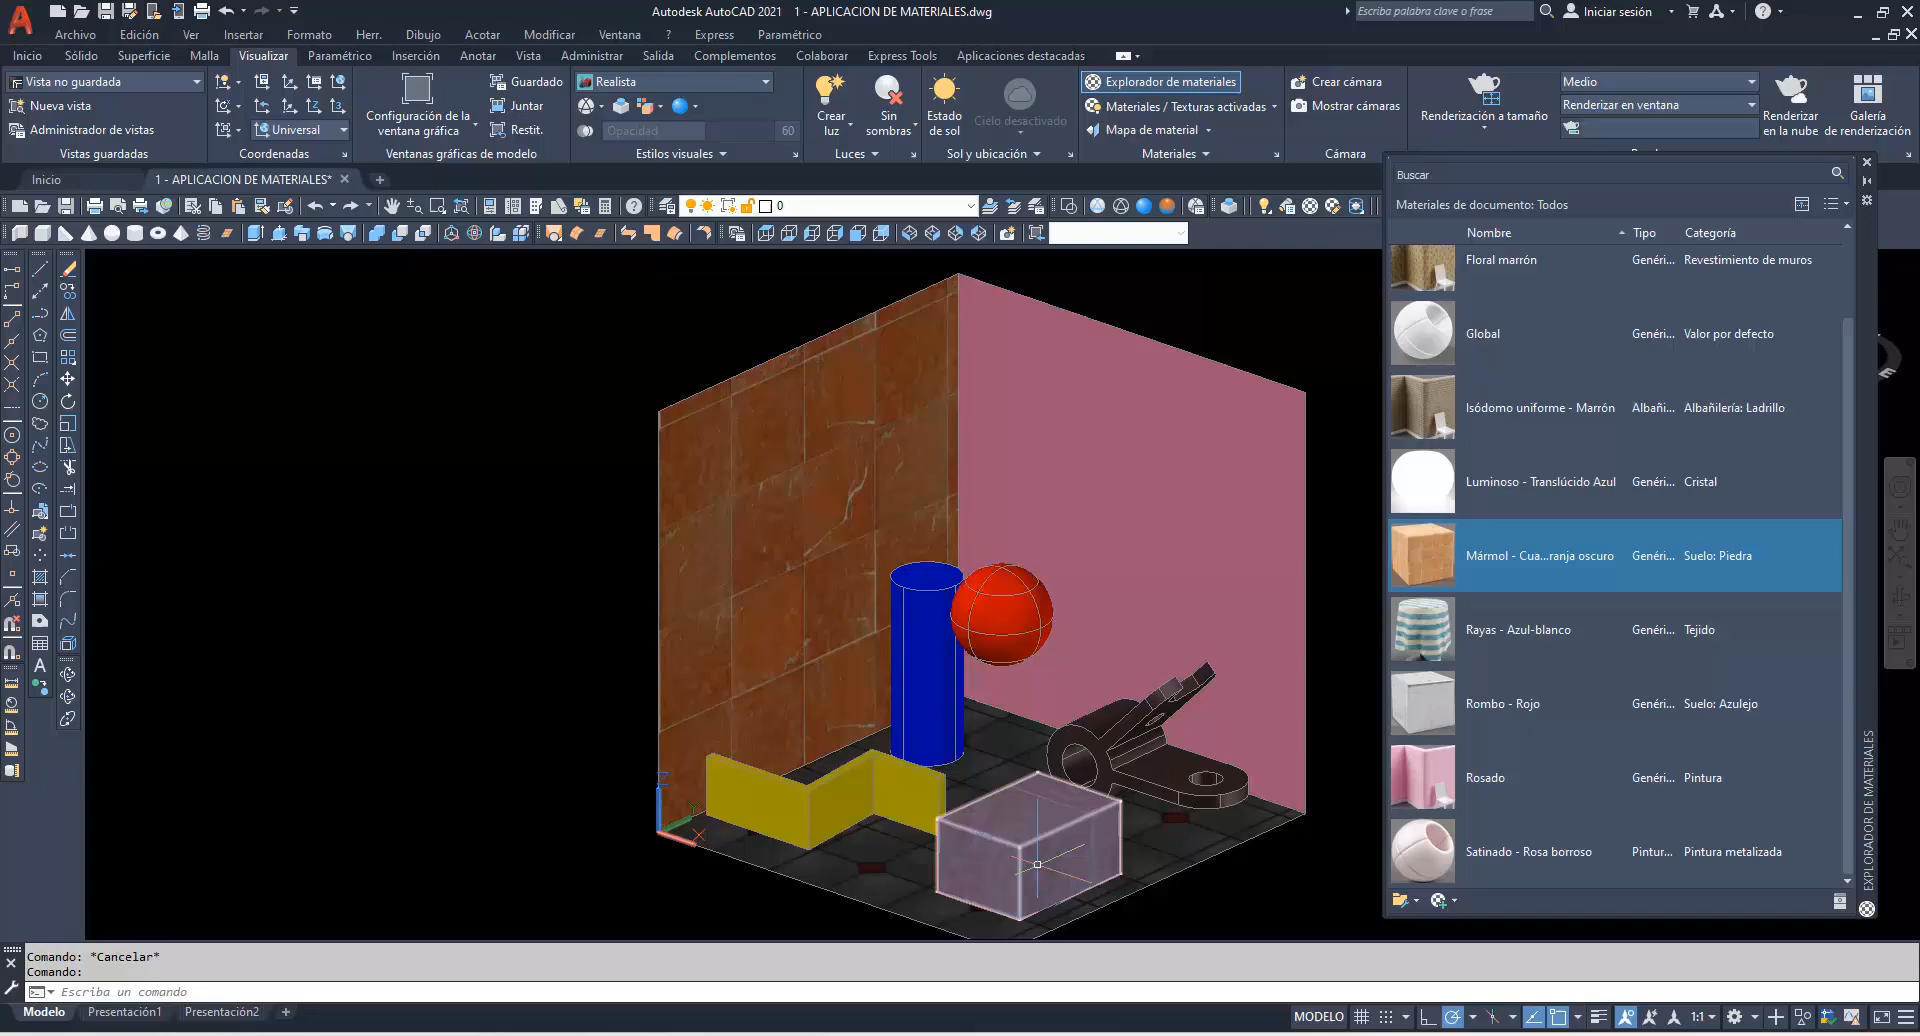 Autodesk AutoCAD 2021 1 - APLICACION DE MATERIALES.dwg
Escriba palabra clave o frase
Iniciar sesión
Archivo Edición Ver Insertar Formato Herr. Dibujo Acotar Modificar Ventana ? Express Paramétrico
Inicio Sólido Superficie Malla Visualizar Paramétrico Inserción Anotar Vista Administrar Salida Complementos Colaborar Express Tools Aplicaciones destacadas
Vista no guardada
Nueva vista
Administrador de vistas
Vistas guardadas
Universal
Coordenadas
Configuración de la
ventana gráfica
Guardado
Juntar
Restit.
Ventanas gráficas de modelo
Realista
Opacidad 60
Estilos visuales
Crear
luz
Sin
sombras
Luces
Estado
de sol
Cielo desactivado
Sol y ubicación
Explorador de materiales
Materiales / Texturas activadas
Mapa de material
Materiales
Crear cámara
Mostrar cámaras
Cámara
Renderización a tamaño
Medio
Renderizar en ventana
Renderizar
en la nube
Galería
de renderización
Inicio 1 - APLICACION DE MATERIALES*
0
Buscar
Materiales de documento: Todos
Nombre Tipo Categoría
Floral marrón Genéri... Revestimiento de muros
Global Genéri... Valor por defecto
Isódomo uniforme - Marrón Albañi... Albañilería: Ladrillo
Luminoso - Translúcido Azul Genéri... Cristal
Mármol - Cua...ranja oscuro Genéri... Suelo: Piedra
Rayas - Azul-blanco Genéri... Tejido
Rombo - Rojo Genéri... Suelo: Azulejo
Rosado Genéri... Pintura
Satinado - Rosa borroso Pintur... Pintura metalizada
EXPLORADOR DE MATERIALES
E
Z
Y
X
Comando: *Cancelar*
Comando:
Escriba un comando
Modelo Presentación1 Presentación2
MODELO 1:1